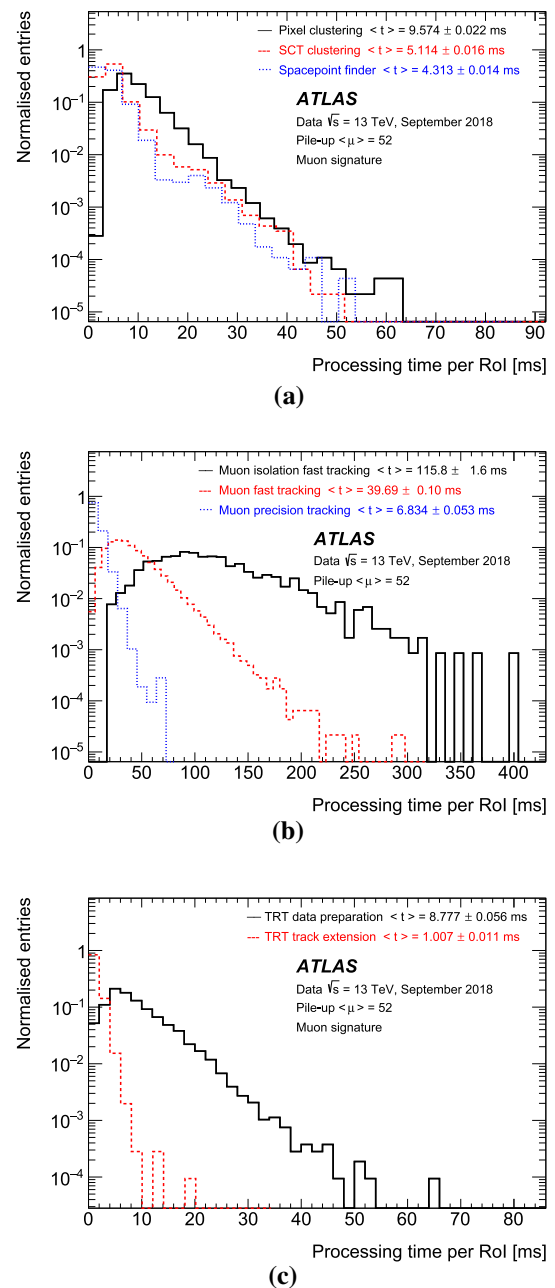 Normalised entries
Pixel clustering < t > = 9.574 ± 0.022 ms
SCT clustering < t > = 5.114 ± 0.016 ms
Spacepoint finder < t > = 4.313 ± 0.014 ms
ATLAS
Data √s = 13 TeV, September 2018
Pile-up <μ> = 52
Muon signature
1
10⁻¹
10⁻²
10⁻³
10⁻⁴
10⁻⁵
0 10 20 30 40 50 60 70 80 90
Processing time per RoI [ms]
(a)
Normalised entries
Muon isolation fast tracking < t > = 115.8 ± 1.6 ms
Muon fast tracking < t > = 39.69 ± 0.10 ms
Muon precision tracking < t > = 6.834 ± 0.053 ms
ATLAS
Data √s = 13 TeV, September 2018
Pile-up <μ> = 52
1
10⁻¹
10⁻²
10⁻³
10⁻⁴
10⁻⁵
0 50 100 150 200 250 300 350 400
Processing time per RoI [ms]
(b)
Normalised entries
TRT data preparation < t > = 8.777 ± 0.056 ms
TRT track extension < t > = 1.007 ± 0.011 ms
ATLAS
Data √s = 13 TeV, September 2018
Pile-up <μ> = 52
Muon signature
1
10⁻¹
10⁻²
10⁻³
10⁻⁴
0 10 20 30 40 50 60 70 80
Processing time per RoI [ms]
(c)